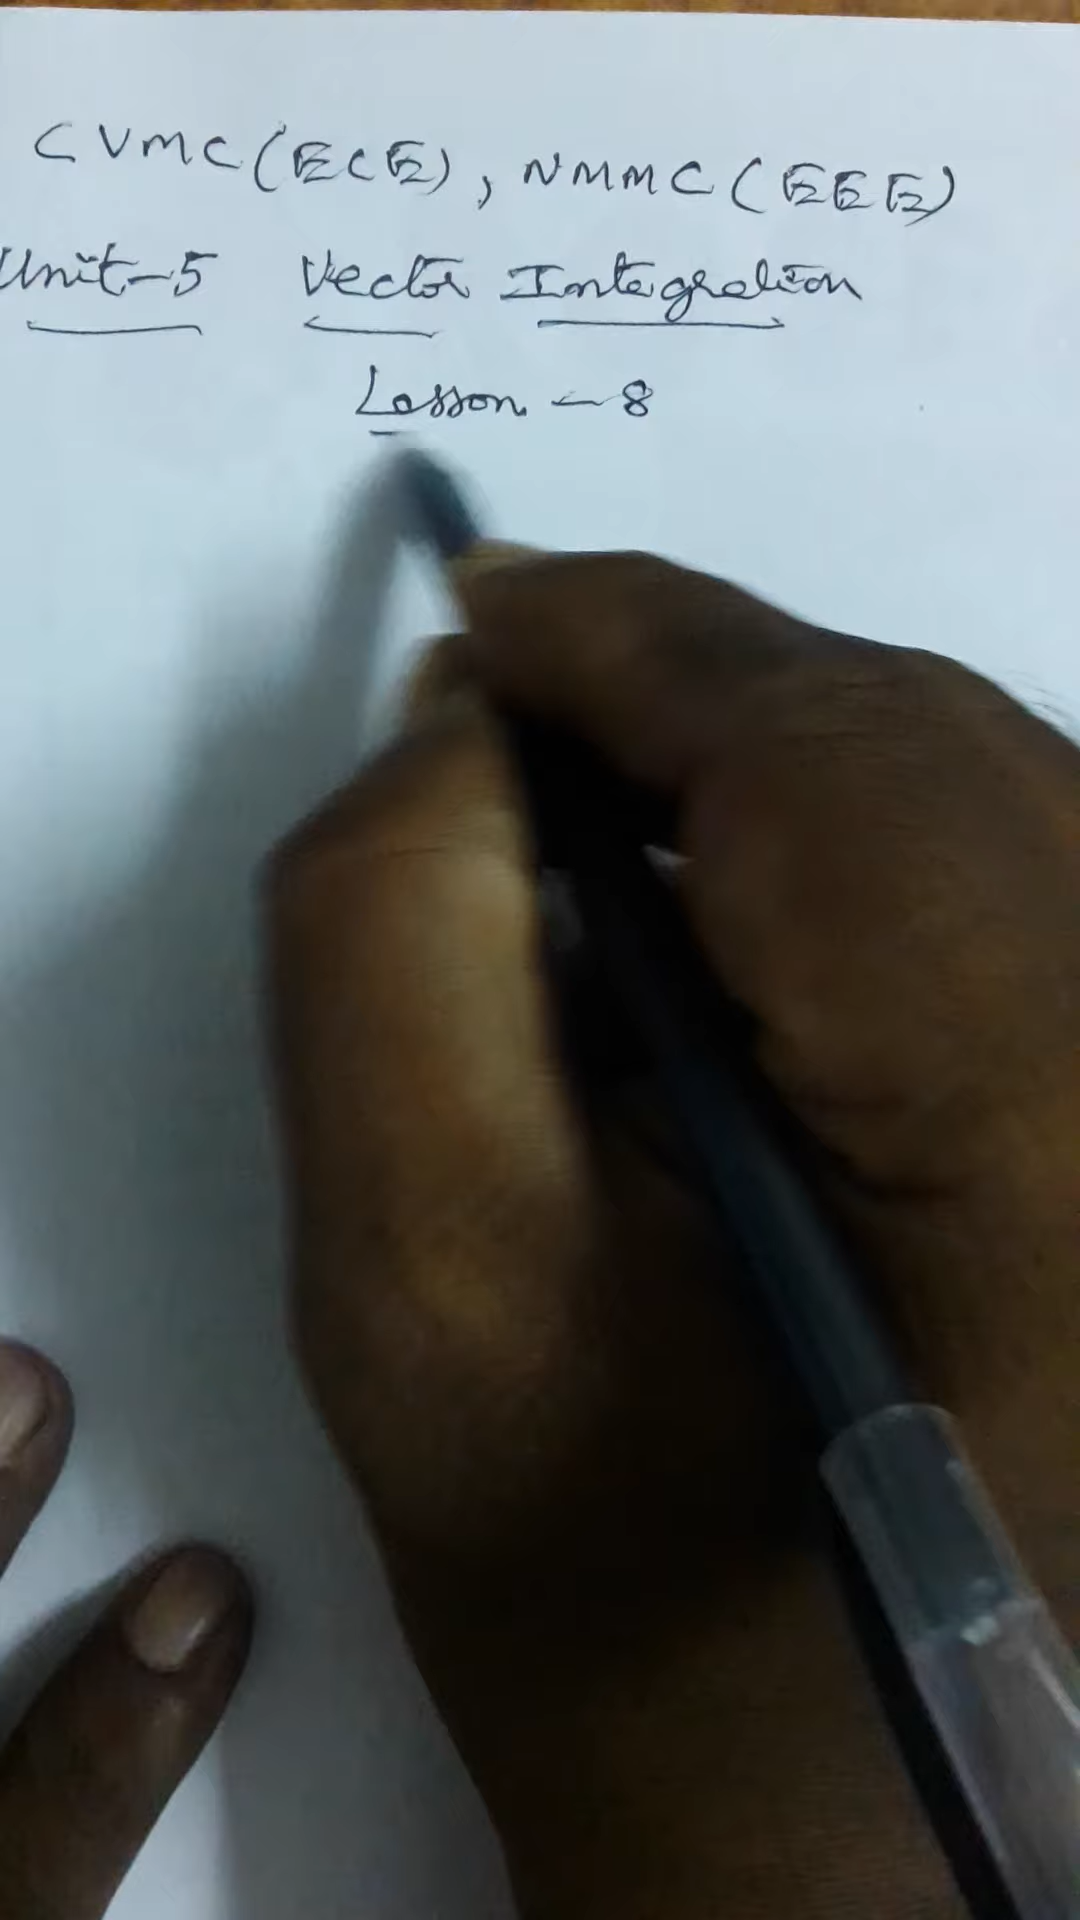 CVMC (ECE), NMMC (EEE)
Unit-5 Vector Integration
Lesson - 8